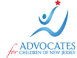 for ADVOCATES
CHILDREN OF NEW JERSEY